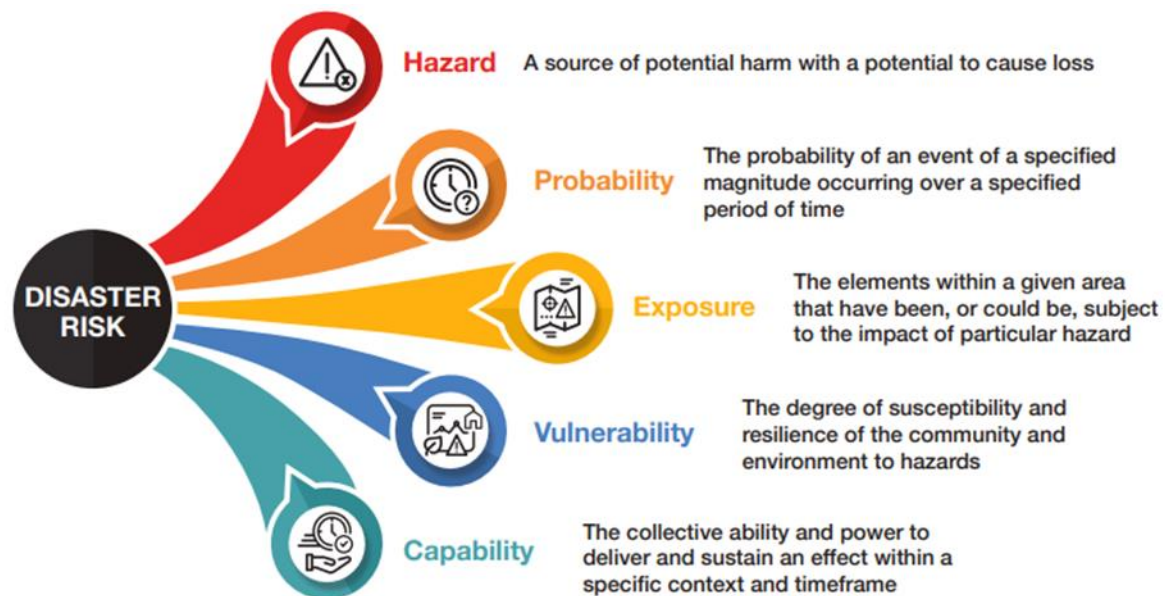 DISASTER
RISK
Hazard
A source of potential harm with a potential to cause loss
Probability
The probability of an event of a specified
magnitude occurring over a specified
period of time
Exposure
The elements within a given area
that have been, or could be, subject
to the impact of particular hazard
Vulnerability
The degree of susceptibility and
resilience of the community and
environment to hazards
Capability
The collective ability and power to
deliver and sustain an effect within a
specific context and timeframe